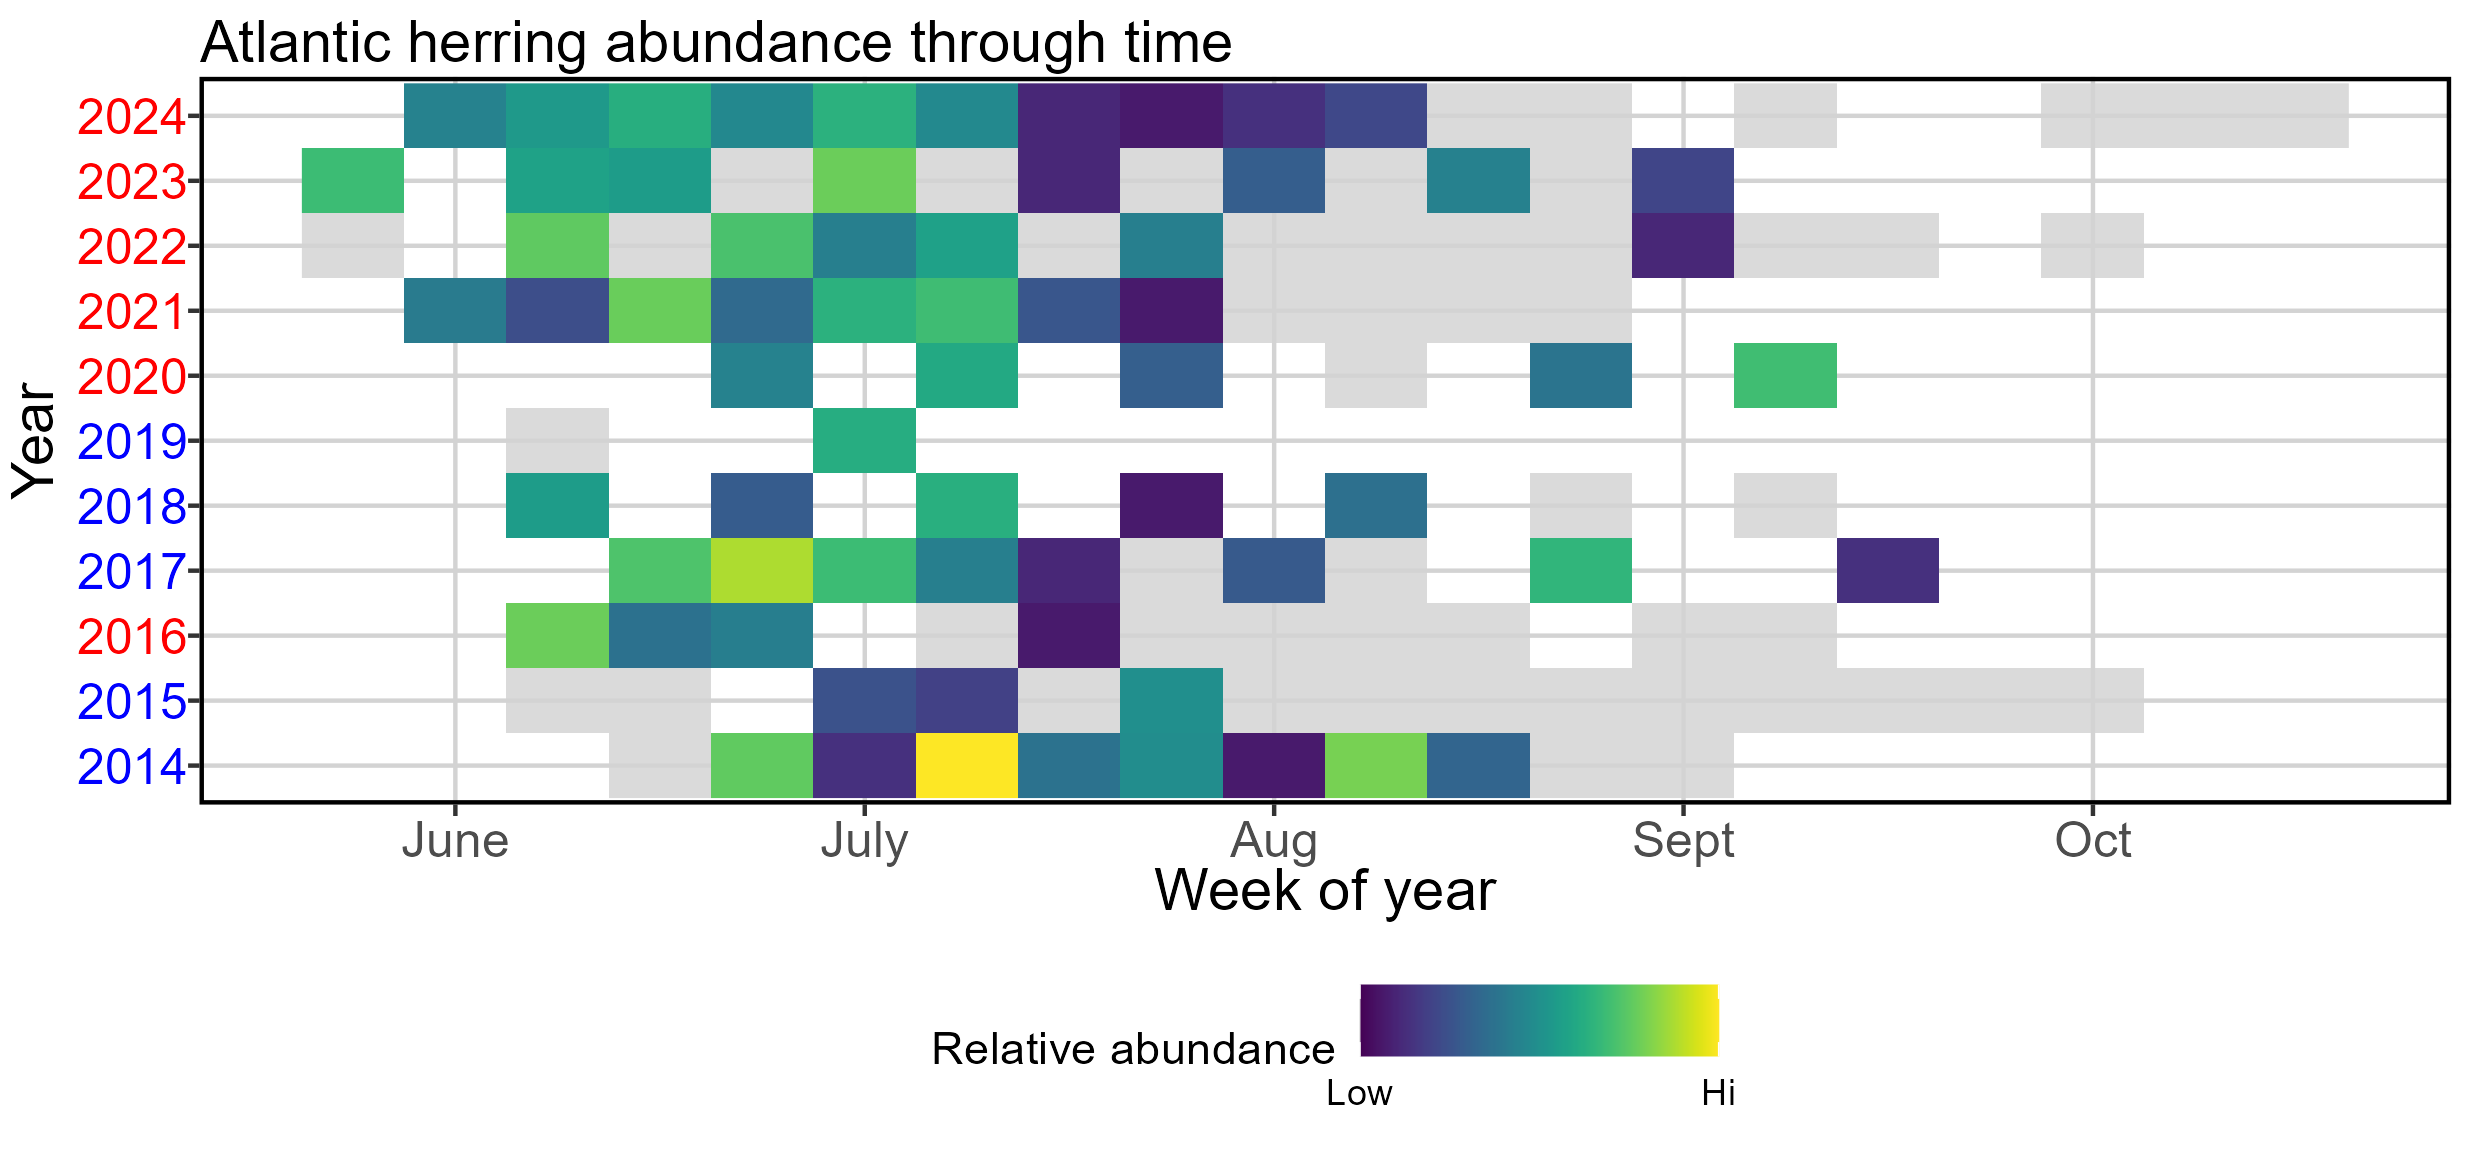 Atlantic herring abundance through time
Year
2024
2023
2022
2021
2020
2019
2018
2017
2016
2015
2014
June July Aug Sept Oct
Week of year
Relative abundance
Low Hi